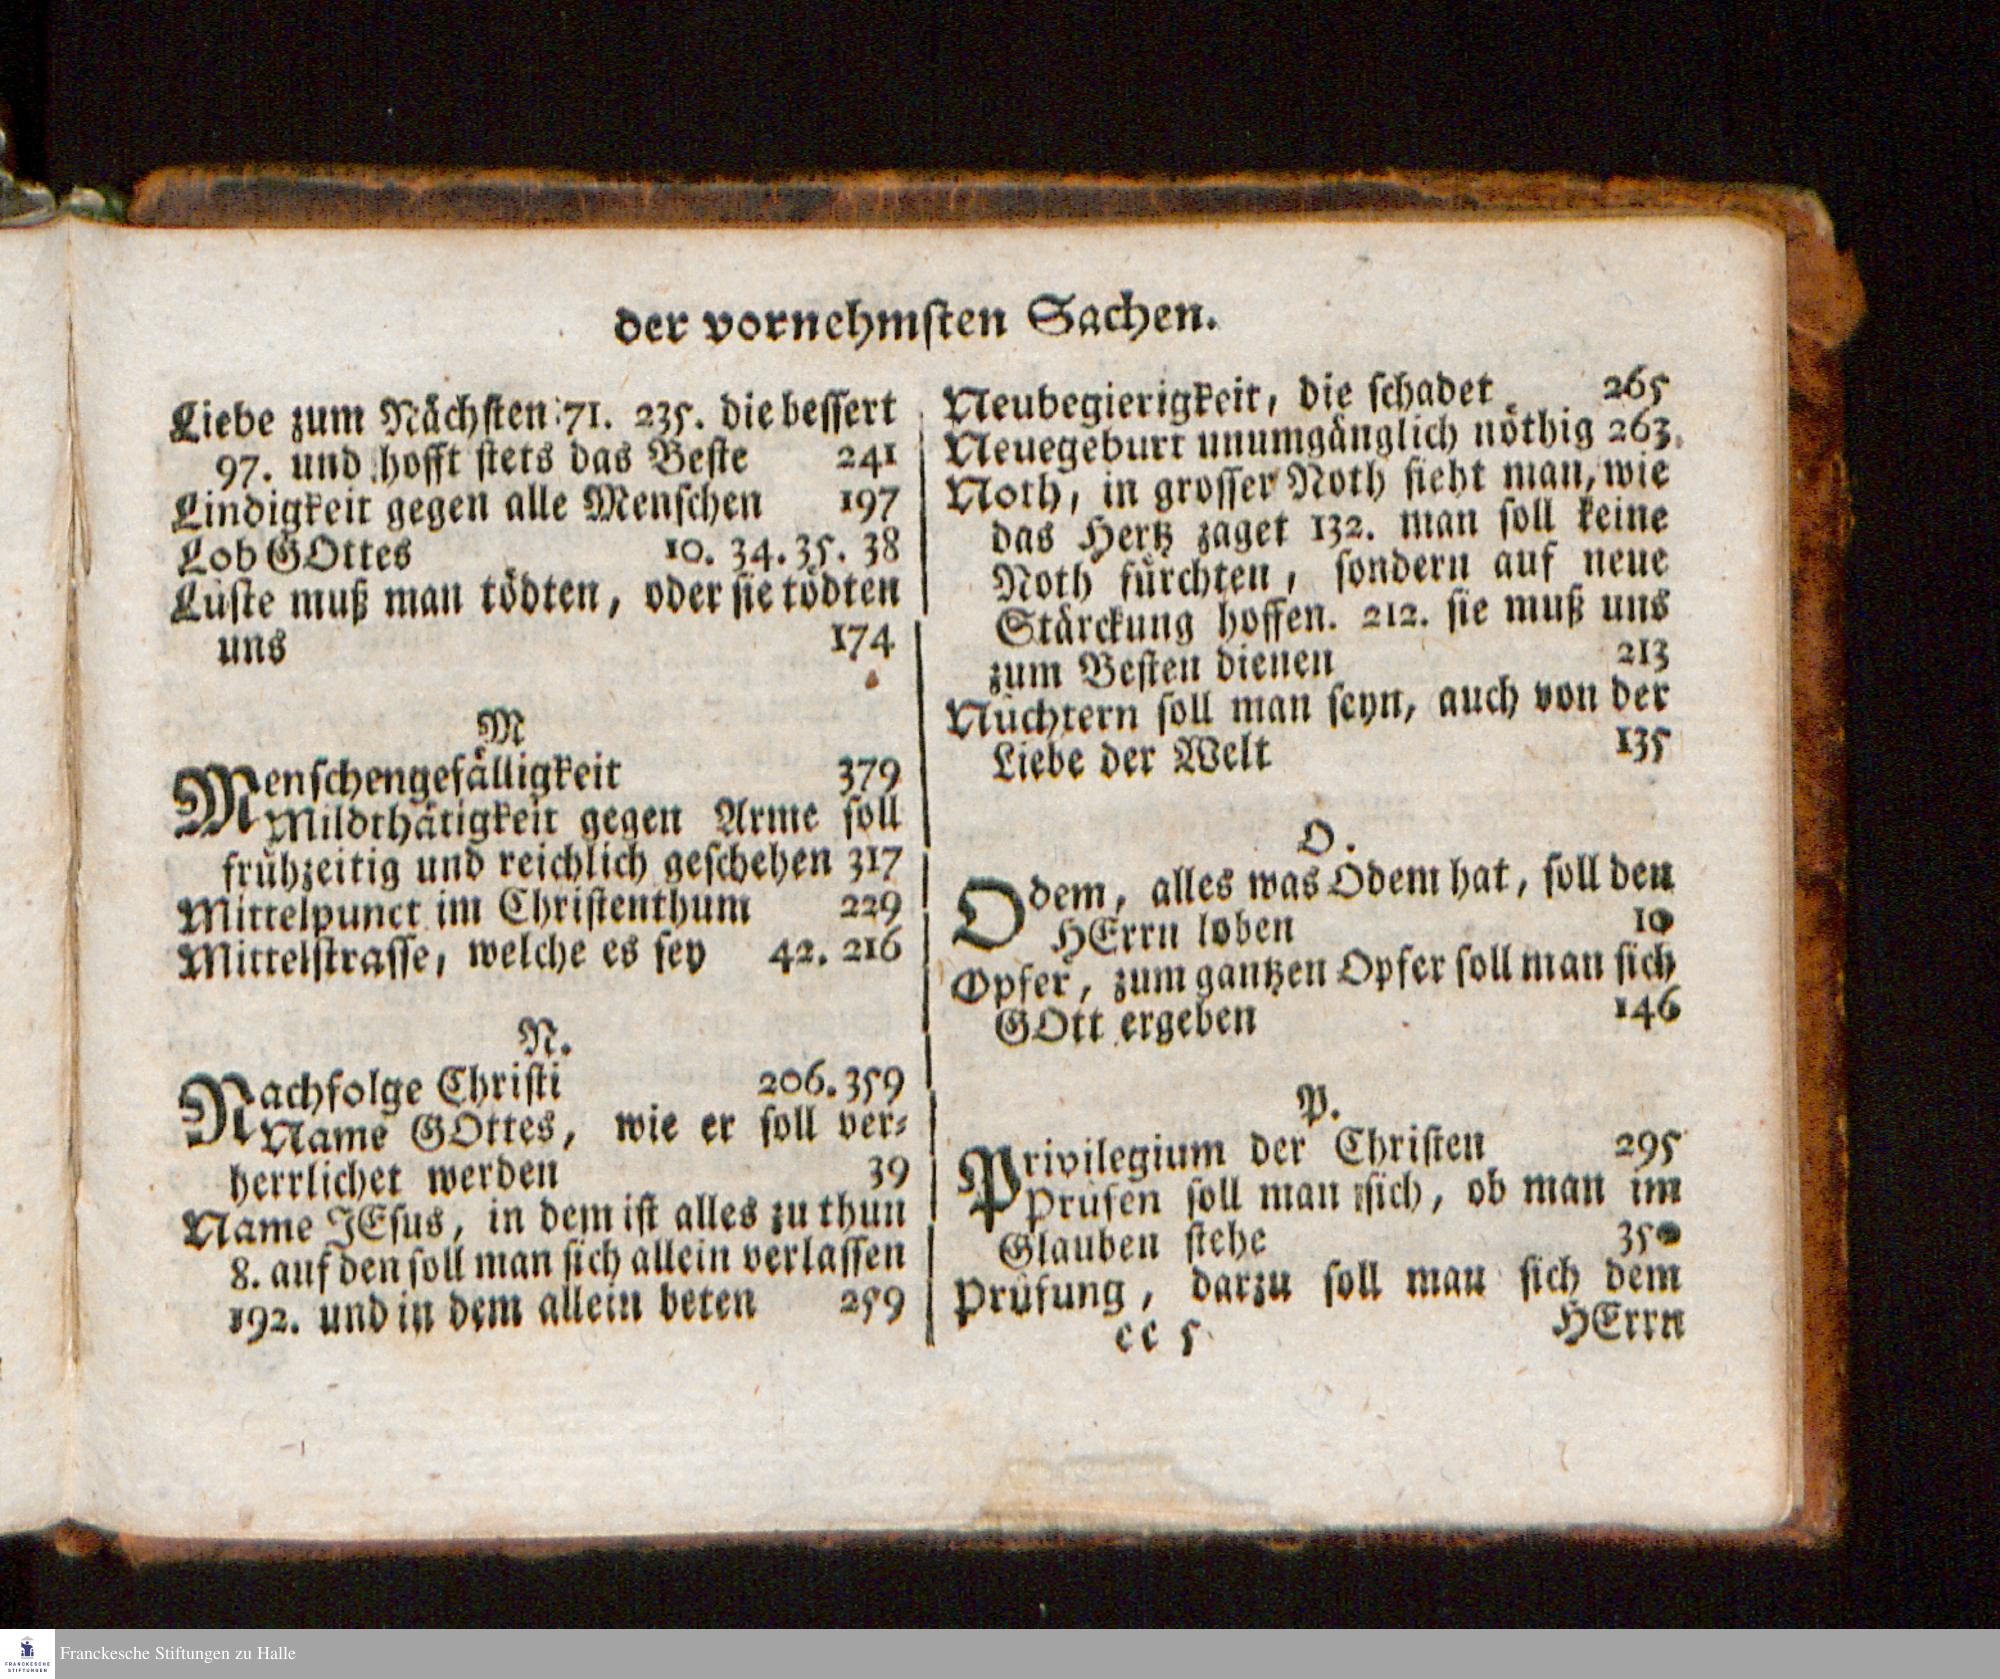 der vornehmsten Sachen.
Liebe zum Nächsten 71. 235. die bessert
97. und hofft stets das Beste 241
Lindigkeit gegen alle Menschen 197
Lob GOttes 10. 34. 35. 38
Lüste muß man tödten, oder sie tödten
uns 174
M
Menschengefälligkeit 379
Mildthätigkeit gegen Arme soll
frühzeitig und reichlich geschehen 317
Mittelpunct im Christenthum 229
Mittelstrasse, welche es sey 42. 216
N.
Nachfolge Christi 206. 359
Name GOttes, wie er soll ver-
herrlichet werden 39
Name JEsus, in dem ist alles zu thun
8. auf den soll man sich allein verlassen
192. und in dem allein beten 259
Neubegierigkeit, die schadet 265
Neuegeburt unumgänglich nöthig 263.
Noth, in grosser Noth sieht man, wie
das Hertz zaget 132. man soll keine
Noth fürchten, sondern auf neue
Stärckung hoffen. 212. sie muß uns
zum Besten dienen 213
Nüchtern soll man seyn, auch von der
Liebe der Welt 135
O.
Odem, alles was Odem hat, soll den
HErrn loben 10
Opfer, zum gantzen Opfer soll man sich
GOtt ergeben 146
P.
Privilegium der Christen 295
Prüfen soll man sich, ob man im
Glauben stehe 350
Prüfung, darzu soll man sich dem
cc 5 HErrn
FRANCKESCHE
STIFTUNGEN
Franckesche Stiftungen zu Halle